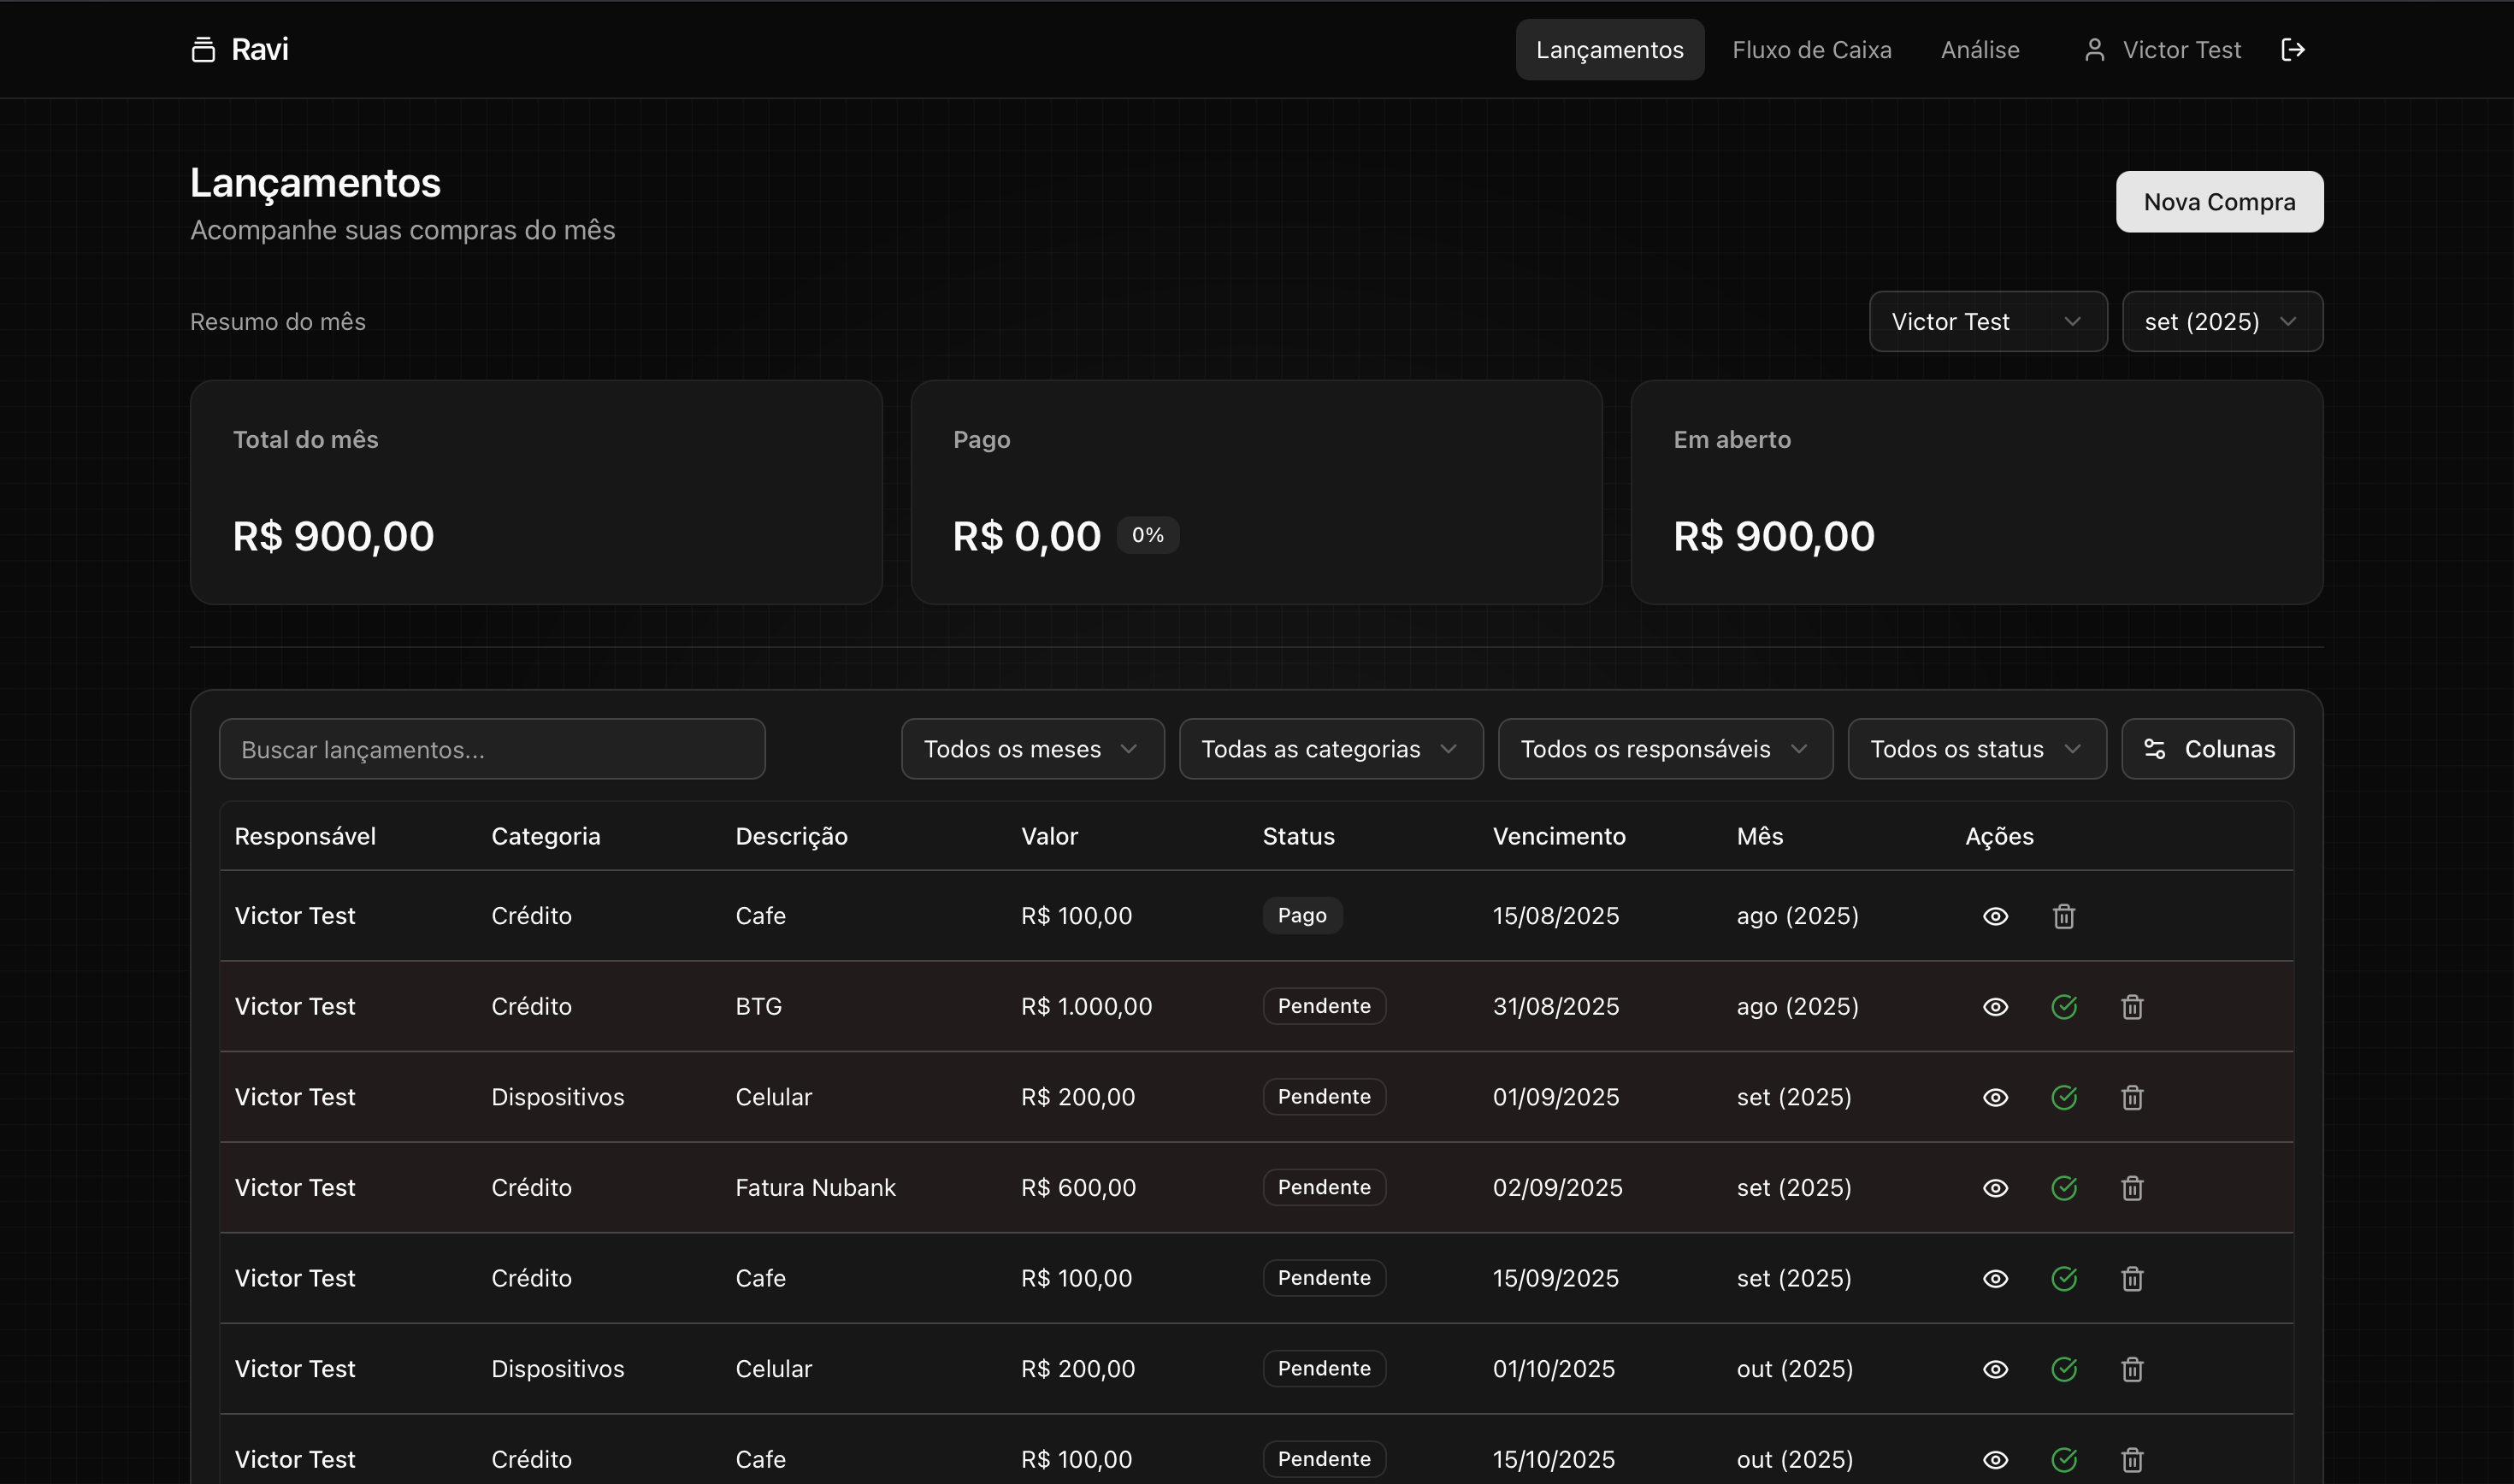 Ravi
Lançamentos Fluxo de Caixa Análise Victor Test
Lançamentos
Acompanhe suas compras do mês
Nova Compra
Resumo do mês
Victor Test set (2025)
Total do mês
R$ 900,00
Pago
R$ 0,00 0%
Em aberto
R$ 900,00
Buscar lançamentos...
Todos os meses Todas as categorias Todos os responsáveis Todos os status Colunas
Responsável Categoria Descrição Valor Status Vencimento Mês Ações
Victor Test Crédito Cafe R$ 100,00 Pago 15/08/2025 ago (2025)
Victor Test Crédito BTG R$ 1.000,00 Pendente 31/08/2025 ago (2025)
Victor Test Dispositivos Celular R$ 200,00 Pendente 01/09/2025 set (2025)
Victor Test Crédito Fatura Nubank R$ 600,00 Pendente 02/09/2025 set (2025)
Victor Test Crédito Cafe R$ 100,00 Pendente 15/09/2025 set (2025)
Victor Test Dispositivos Celular R$ 200,00 Pendente 01/10/2025 out (2025)
Victor Test Crédito Cafe R$ 100,00 Pendente 15/10/2025 out (2025)